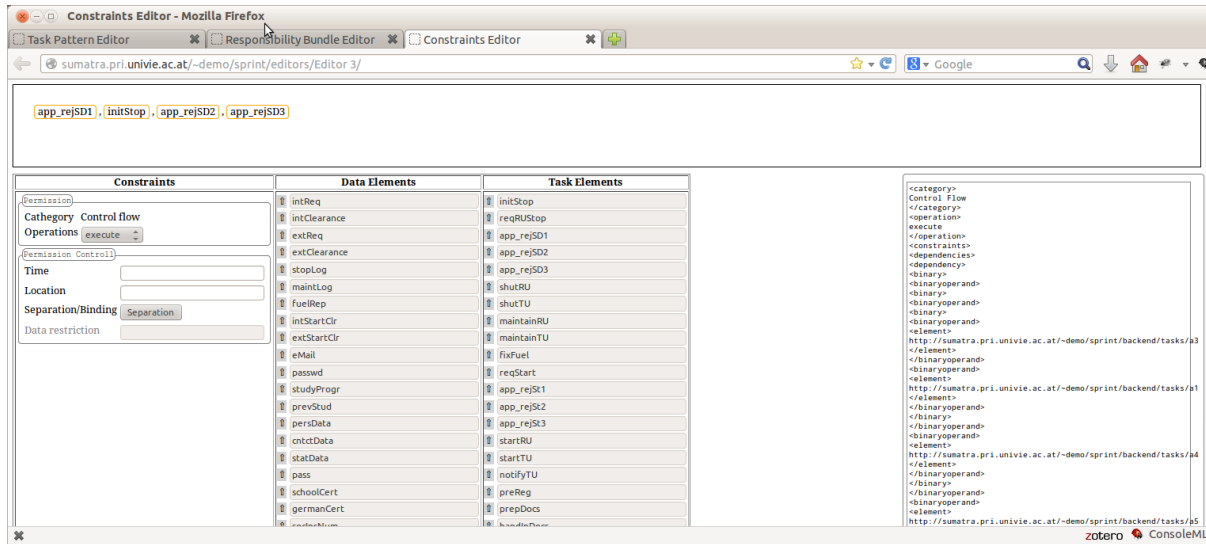 Constraints Editor - Mozilla Firefox
Task Pattern Editor
Responsibility Bundle Editor
Constraints Editor
sumatra.pri.univie.ac.at/~demo/sprint/editors/Editor 3/
Google
app_rejSD1 , initStop , app_rejSD2 , app_rejSD3
Constraints
Permission
Cathegory Control flow
Operations execute
Permission Controll
Time
Location
Separation/Binding Separation
Data restriction
Data Elements
intReq
intClearance
extReq
extClearance
stopLog
maintLog
fuelRep
intStartClr
extStartClr
eMail
passwd
studyProgr
prevStud
persData
cntctData
statData
pass
schoolCert
germanCert
Task Elements
initStop
reqRUStop
app_rejSD1
app_rejSD2
app_rejSD3
shutRU
shutTU
maintainRU
maintainTU
fixFuel
reqStart
app_rejSt1
app_rejSt2
app_rejSt3
startRU
startTU
notifyTU
preReg
prepDocs
<category>
Control Flow
</category>
<operation>
execute
</operation>
<constraints>
<dependencies>
<dependency>
<binary>
<binaryoperand>
<binary>
<binaryoperand>
<binary>
<binaryoperand>
<element>
http://sumatra.pri.univie.ac.at/~demo/sprint/backend/tasks/a3
</element>
</binaryoperand>
<binaryoperand>
<element>
http://sumatra.pri.univie.ac.at/~demo/sprint/backend/tasks/a1
</element>
</binaryoperand>
</binary>
</binaryoperand>
<binaryoperand>
<element>
http://sumatra.pri.univie.ac.at/~demo/sprint/backend/tasks/a4
</element>
</binaryoperand>
</binary>
</binaryoperand>
<binaryoperand>
<element>
http://sumatra.pri.univie.ac.at/~demo/sprint/backend/tasks/a5
zotero
ConsoleML